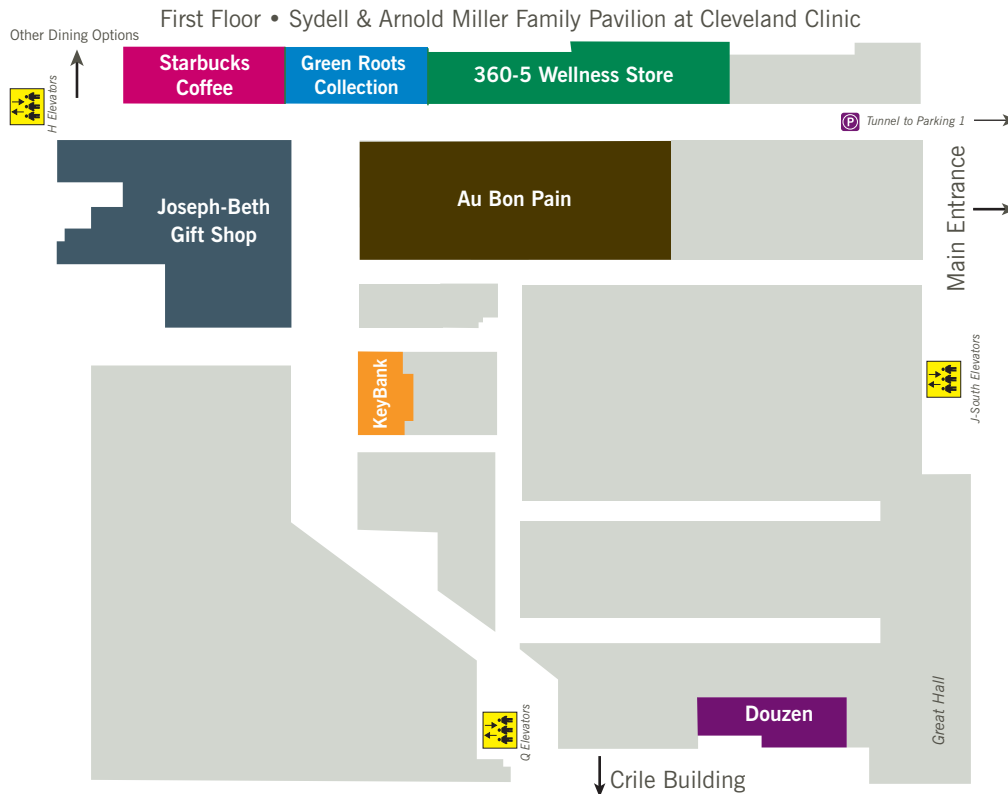 First Floor • Sydell & Arnold Miller Family Pavilion at Cleveland Clinic
Other Dining Options
Starbucks
Coffee
Green Roots
Collection
360-5 Wellness Store
H Elevators
P
Tunnel to Parking 1
Joseph-Beth
Gift Shop
Au Bon Pain
Main Entrance
KeyBank
J-South Elevators
Great Hall
Douzen
Q Elevators
Crile Building